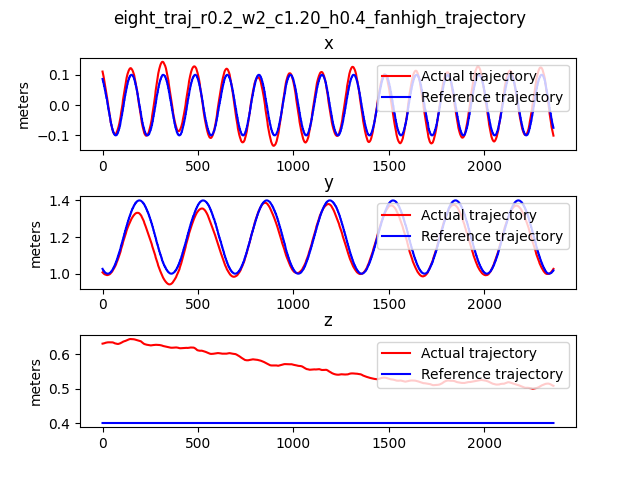 eight_traj_r0.2_w2_c1.20_h0.4_fanhigh_trajectory
x
0.1
0.0
−0.1
meters
Actual trajectory
Reference trajectory
0 500 1000 1500 2000
y
1.4
1.2
1.0
meters
Actual trajectory
Reference trajectory
0 500 1000 1500 2000
z
0.6
0.5
0.4
meters
Actual trajectory
Reference trajectory
0 500 1000 1500 2000